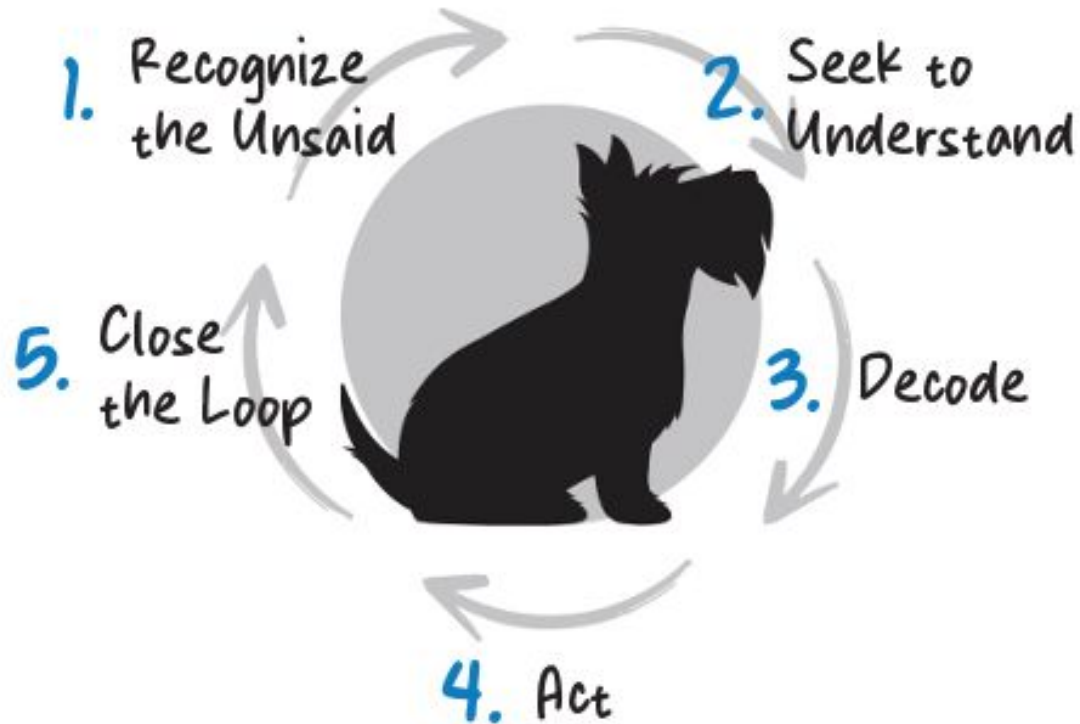 1. Recognize
the Unsaid
2. Seek to
Understand
3. Decode
4. Act
5. Close
the Loop